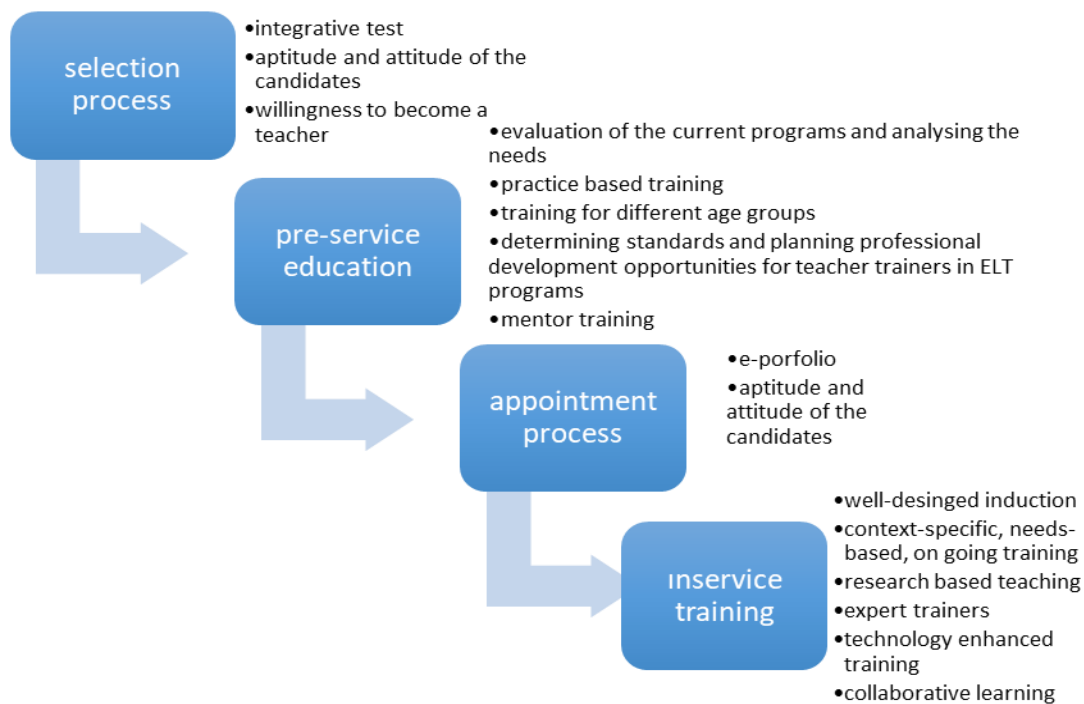 selection
process
•integrative test
•aptitude and attitude of the
candidates
•willingness to become a
teacher
pre-service
education
•evaluation of the current programs and analysing the
needs
•practice based training
•training for different age groups
•determining standards and planning professional
development opportunities for teacher trainers in ELT
programs
•mentor training
appointment
process
•e-porfolio
•aptitude and
attitude of the
candidates
ınservice
training
•well-desinged induction
•context-specific, needs-
based, on going training
•research based teaching
•expert trainers
•technology enhanced
training
•collaborative learning